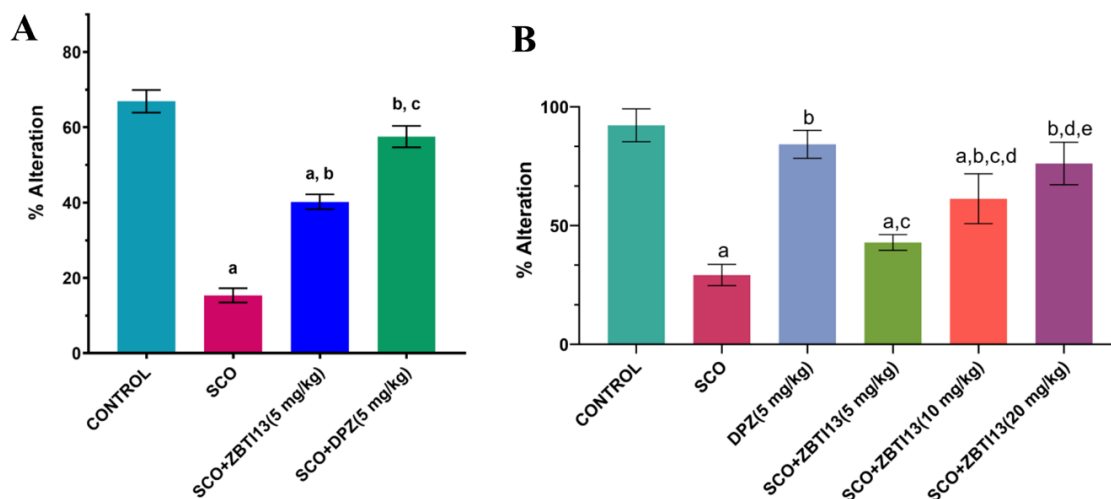 A
% Alteration
80
60
40
20
0
a
a, b
b, c
CONTROL
SCO
SCO+ZBTI13(5 mg/kg)
SCO+DPZ(5 mg/kg)
B
% Alteration
100
50
0
a
b
a,c
a,b,c,d
b,d,e
CONTROL
SCO
DPZ(5 mg/kg)
SCO+ZBTI13(5 mg/kg)
SCO+ZBTI13(10 mg/kg)
SCO+ZBTI13(20 mg/kg)